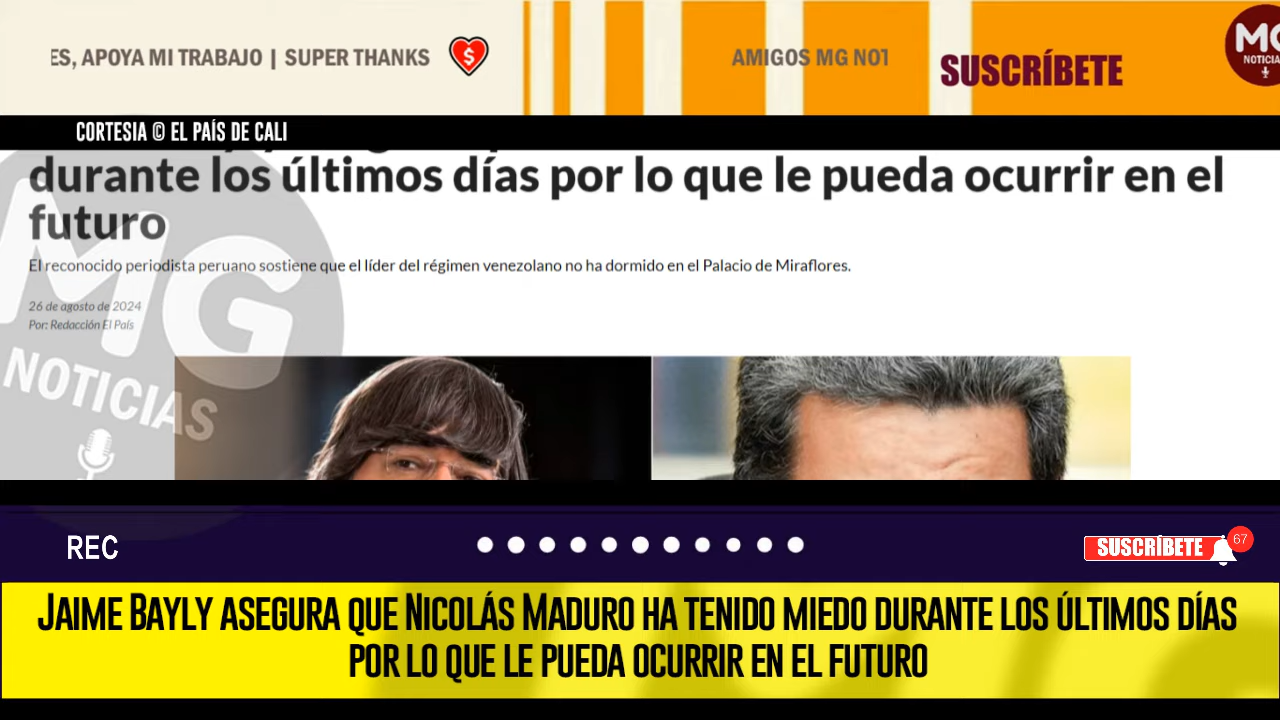 ES, APOYA MI TRABAJO | SUPER THANKS
$
AMIGOS MG NOT
SUSCRÍBETE
MG
NOTICIA
CORTESIA © EL PAÍS DE CALI
durante los últimos días por lo que le pueda ocurrir en el
futuro
El reconocido periodista peruano sostiene que el líder del régimen venezolano no ha dormido en el Palacio de Miraflores.
26 de agosto de 2024
Por: Redacción El País
MG
NOTICIAS
REC
SUSCRÍBETE
67
JAIME BAYLY ASEGURA QUE NICOLÁS MADURO HA TENIDO MIEDO DURANTE LOS ÚLTIMOS DÍAS
POR LO QUE LE PUEDA OCURRIR EN EL FUTURO